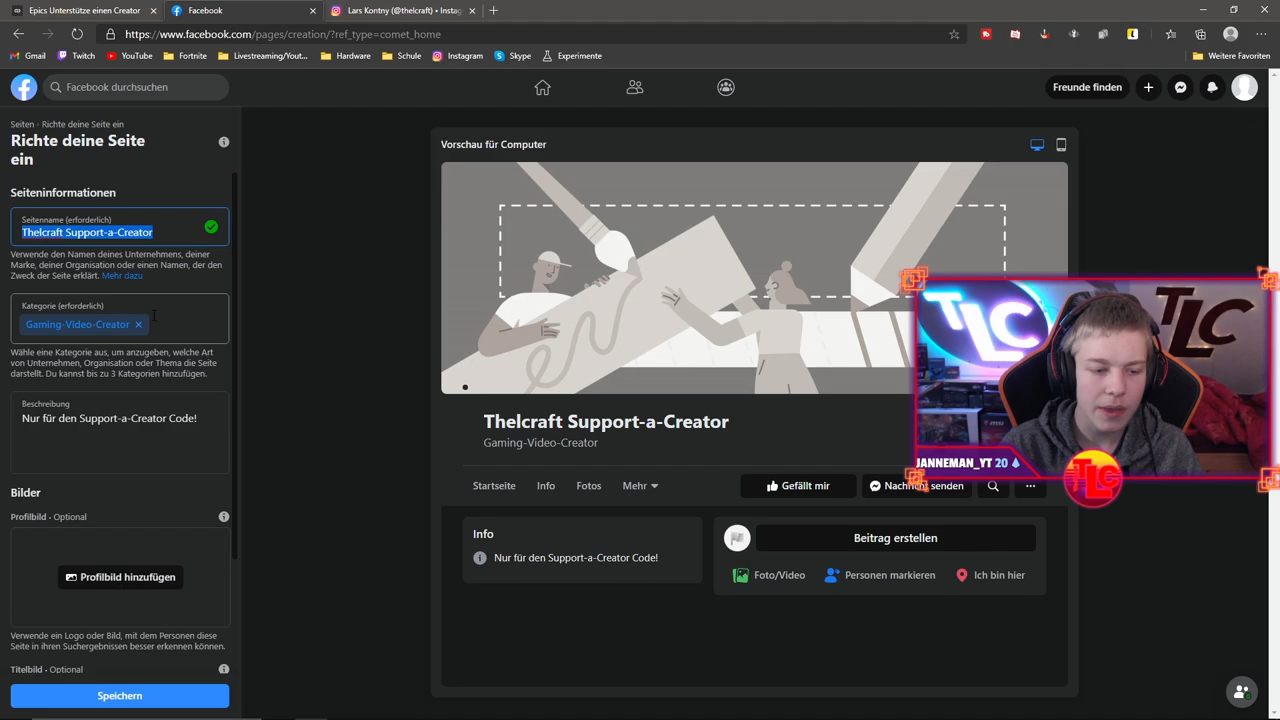 Epics Unterstütze einen Creator
Facebook
Lars Kontny (@thelcraft) • Instag
https://www.facebook.com/pages/creation/?ref_type=comet_home
Gmail
Twitch
YouTube
Fortnite
Livestreaming/Yout...
Hardware
Schule
Instagram
Skype
Experimente
Weitere Favoriten
Facebook durchsuchen
Freunde finden
Seiten › Richte deine Seite ein
Richte deine Seite
ein
Seiteninformationen
Seitenname (erforderlich)
Thelcraft Support-a-Creator
Verwende den Namen deines Unternehmens, deiner
Marke, deiner Organisation oder einen Namen, der den
Zweck der Seite erklärt. Mehr dazu
Kategorie (erforderlich)
Gaming-Video-Creator
Wähle eine Kategorie aus, um anzugeben, welche Art
von Unternehmen, Organisation oder Thema die Seite
darstellt. Du kannst bis zu 3 Kategorien hinzufügen.
Beschreibung
Nur für den Support-a-Creator Code!
Bilder
Profilbild • Optional
Profilbild hinzufügen
Verwende ein Logo oder Bild, mit dem Personen diese
Seite in ihren Suchergebnissen besser erkennen können.
Titelbild • Optional
Speichern
Vorschau für Computer
Thelcraft Support-a-Creator
Gaming-Video-Creator
Startseite
Info
Fotos
Mehr
Gefällt mir
Nachricht senden
Info
Nur für den Support-a-Creator Code!
Beitrag erstellen
Foto/Video
Personen markieren
Ich bin hier
TLC
TLC
JANNEMAN_YT 20
TLC